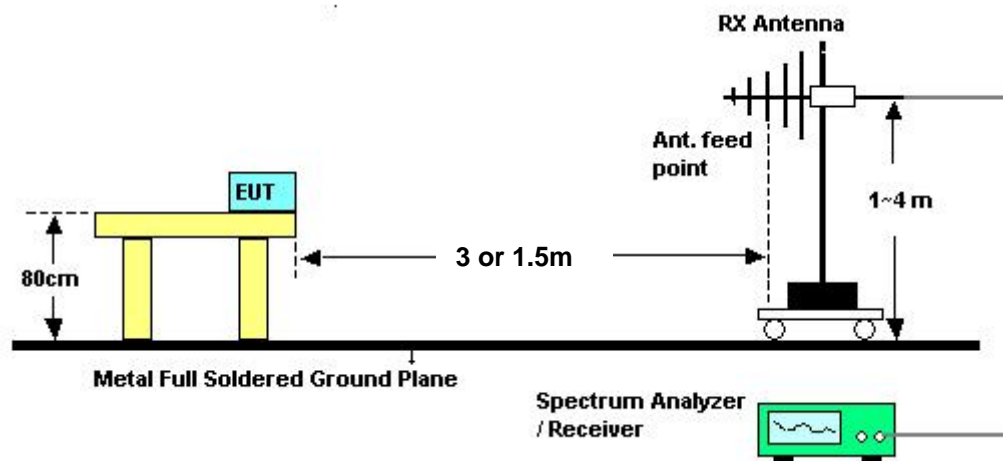 RX Antenna
Ant. feed
point
EUT
1~4 m
3 or 1.5m
80cm
Metal Full Soldered Ground Plane
Spectrum Analyzer
/ Receiver